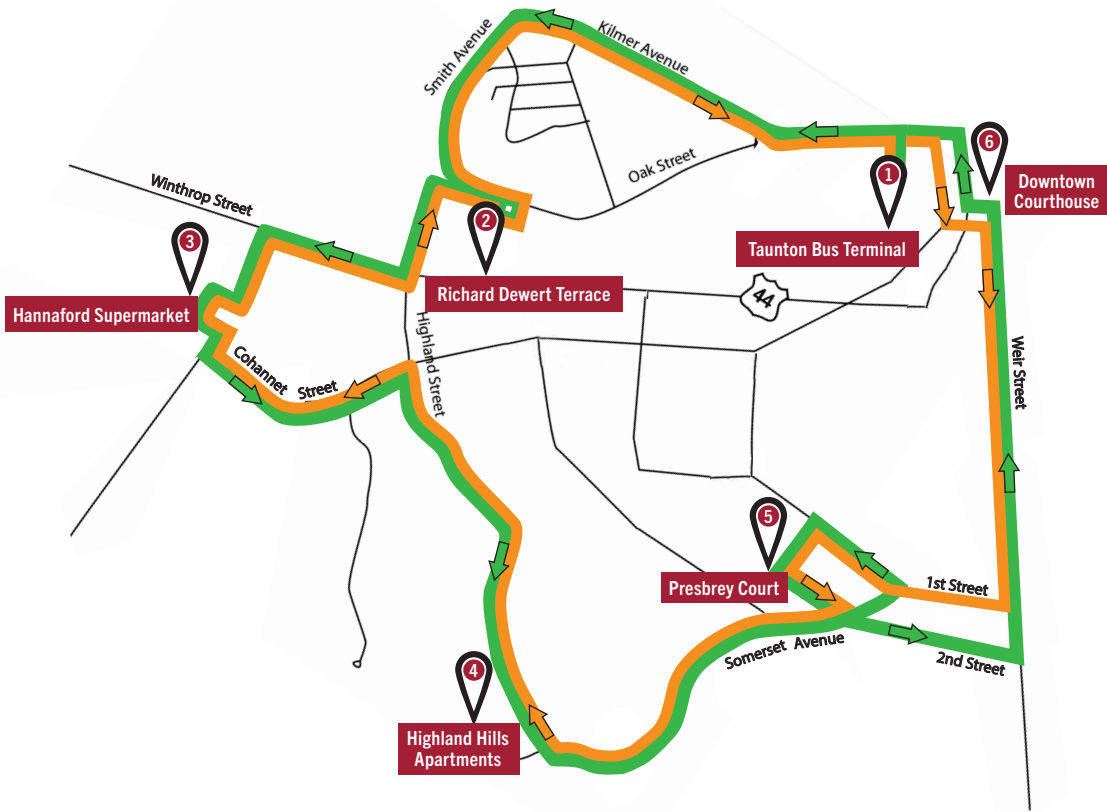 Kilmer Avenue
Smith Avenue
6
Downtown
Courthouse
Oak Street
1
Taunton Bus Terminal
Winthrop Street
2
Richard Dewert Terrace
3
Hannaford Supermarket
44
Highland Street
Cohannet Street
Weir Street
5
Presbrey Court
1st Street
Somerset Avenue
2nd Street
4
Highland Hills
Apartments